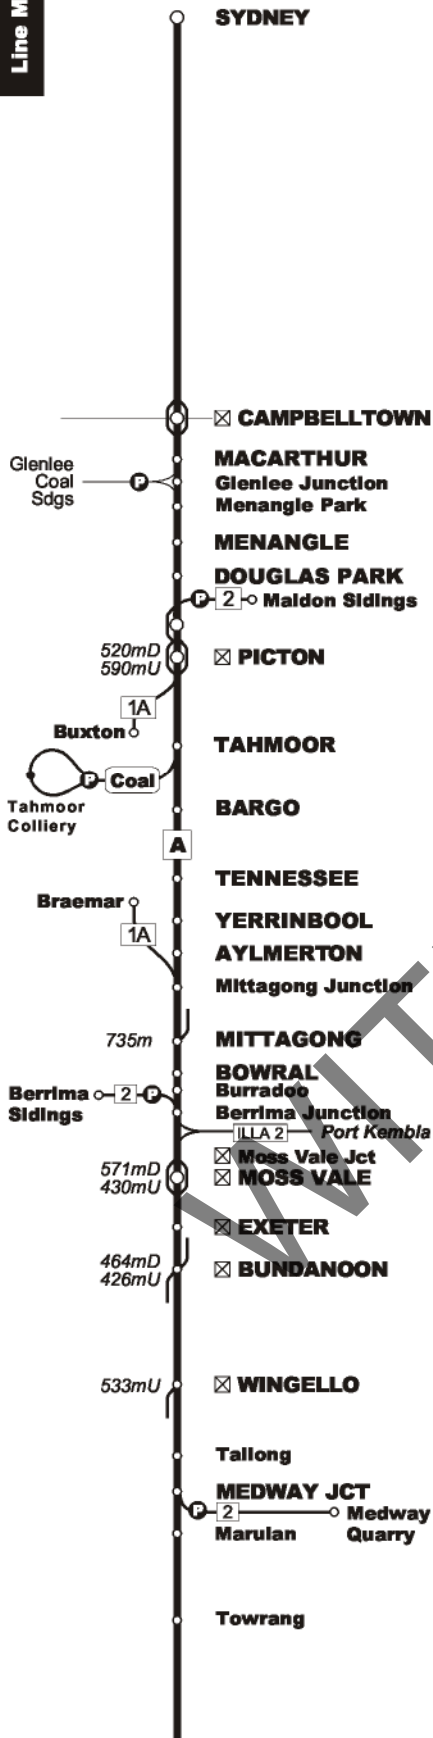 Line M
SYDNEY
CAMPBELLTOWN
MACARTHUR
Glenlee
Coal
Sdgs
P
Glenlee Junction
Menangle Park
MENANGLE
DOUGLAS PARK
P 2 Maldon Sidings
520mD
590mU
PICTON
1A
Buxton
TAHMOOR
P Coal
Tahmoor
Colliery
BARGO
A
TENNESSEE
Braemar
1A
YERRINBOOL
AYLMERTON
Mittagong Junction
735m
MITTAGONG
BOWRAL
Burradoo
Berrima
Sidings
2 P
Berrima Junction
ILLA 2 Port Kembla
Moss Vale Jct
571mD
430mU
MOSS VALE
EXETER
464mD
426mU
BUNDANOON
533mU
WINGELLO
Tallong
MEDWAY JCT
P 2 Medway
Quarry
Marulan
Towrang
WIT